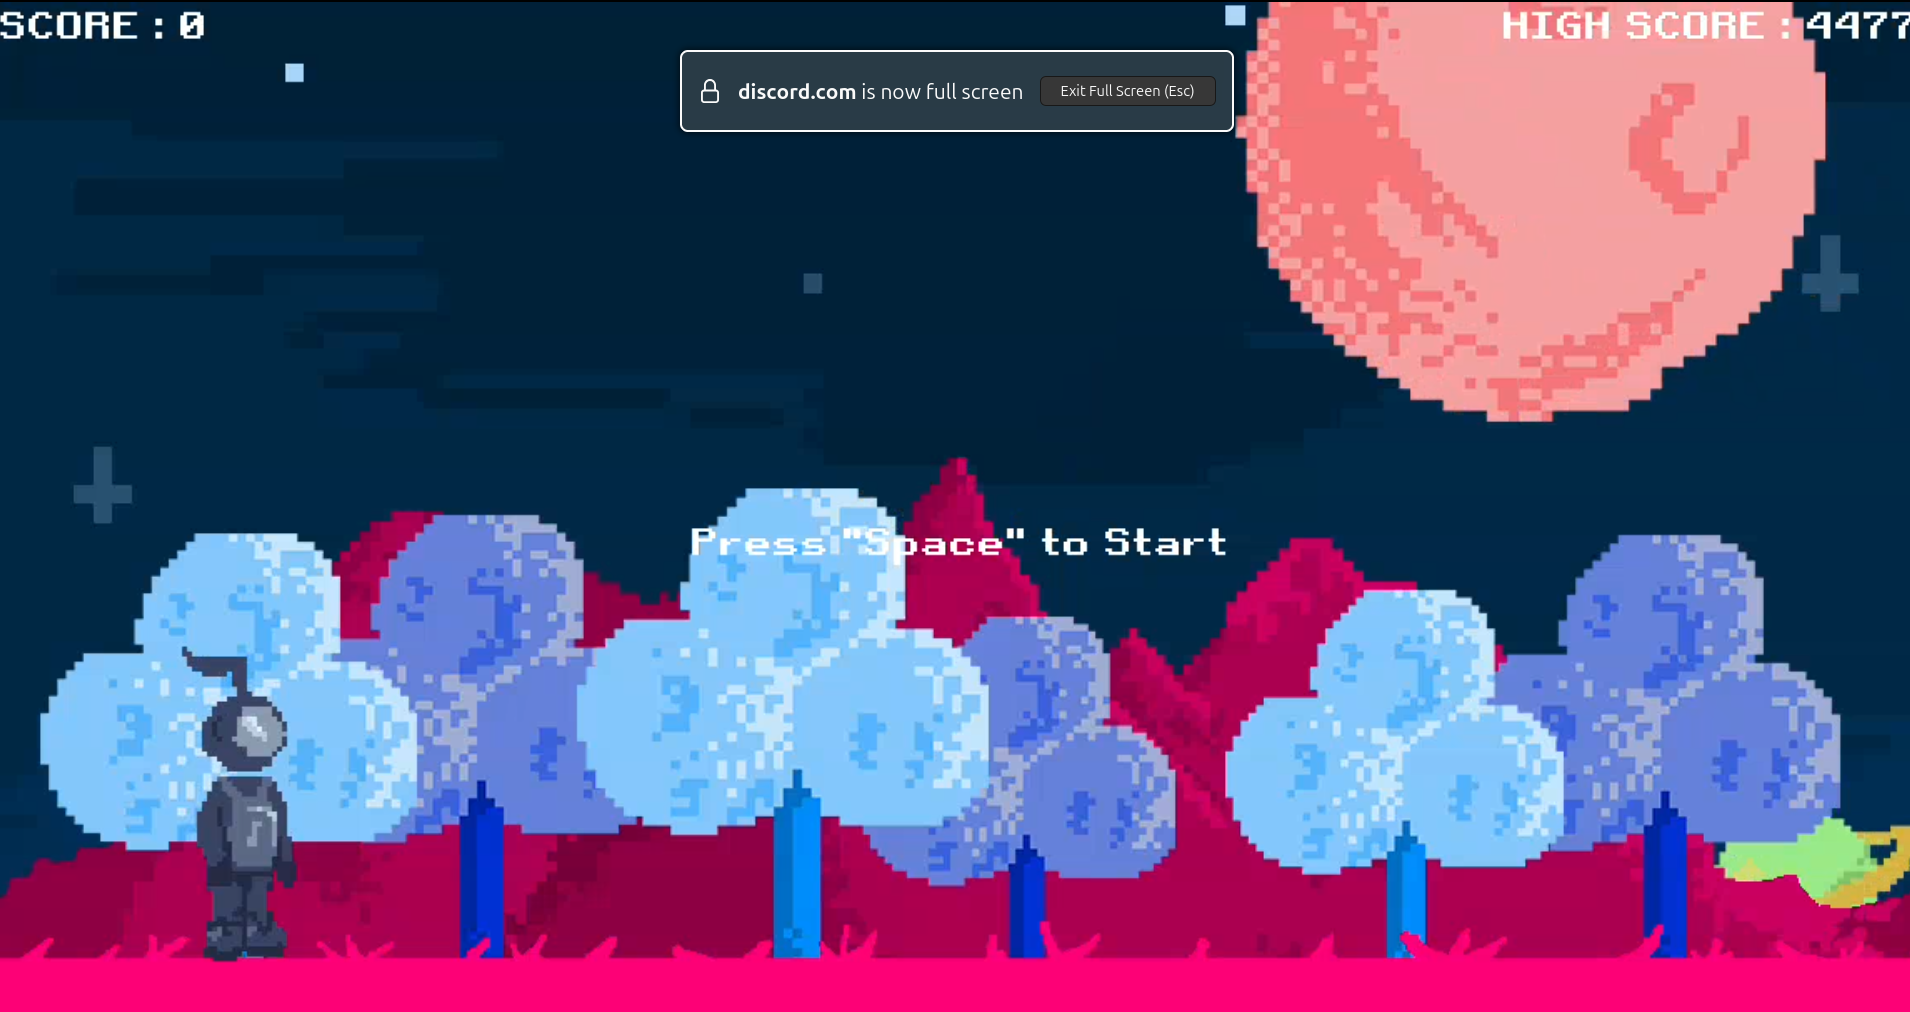 SCORE : 0
HIGH SCORE : 4477
discord.com is now full screen
Exit Full Screen (Esc)
Press "Space" to Start